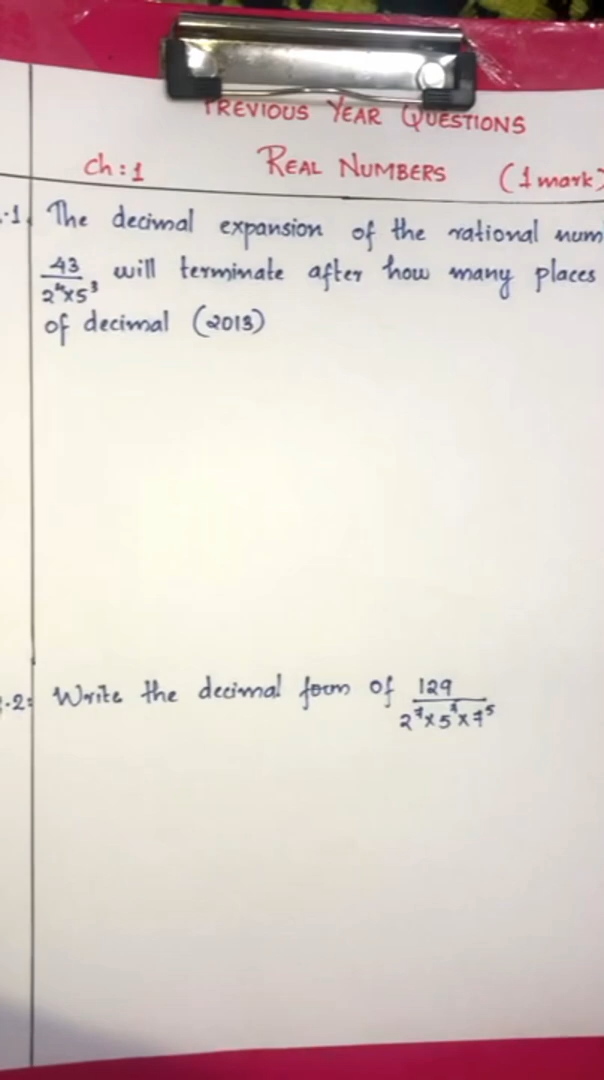 PREVIOUS YEAR QUESTIONS
Ch:1 REAL NUMBERS (1 mark)
.1. The decimal expansion of the rational num
43/2⁴×5³ will terminate after how many places
of decimal (2013)
.2: Write the decimal form of 129/2⁷×5⁷×7⁵